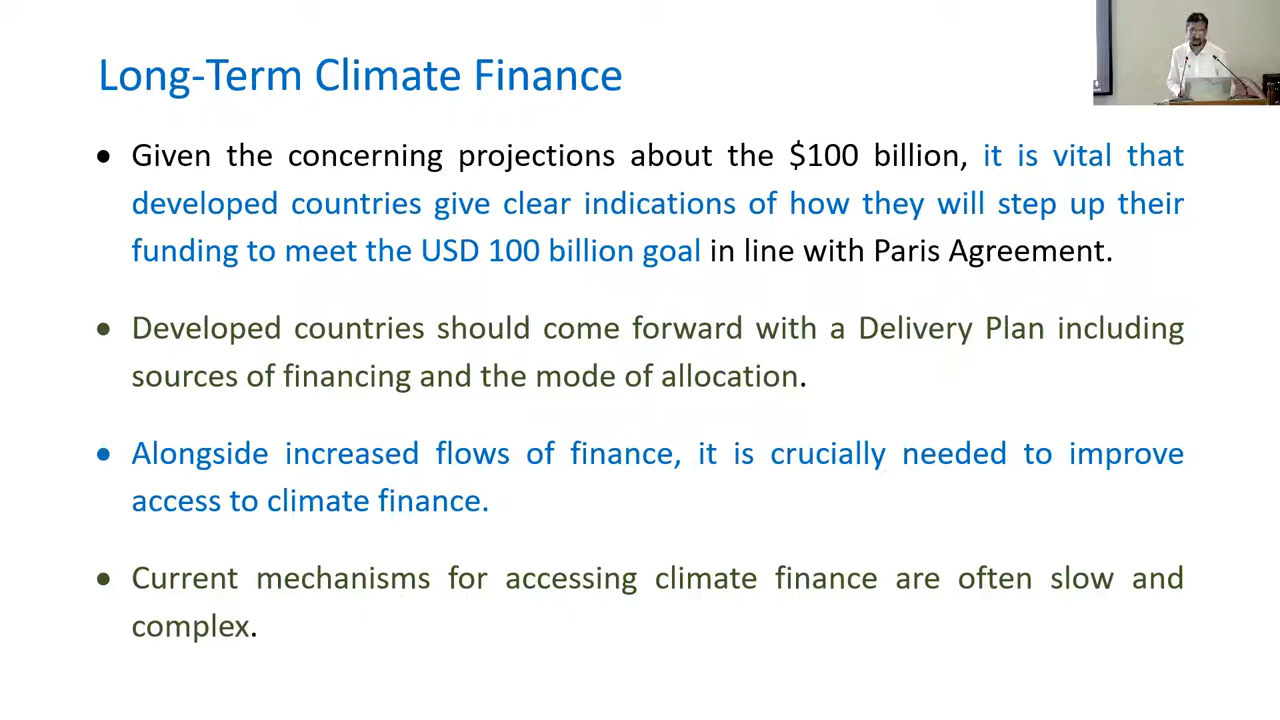 Long-Term Climate Finance
• Given the concerning projections about the $100 billion, it is vital that
developed countries give clear indications of how they will step up their
funding to meet the USD 100 billion goal in line with Paris Agreement.
• Developed countries should come forward with a Delivery Plan including
sources of financing and the mode of allocation.
• Alongside increased flows of finance, it is crucially needed to improve
access to climate finance.
• Current mechanisms for accessing climate finance are often slow and
complex.